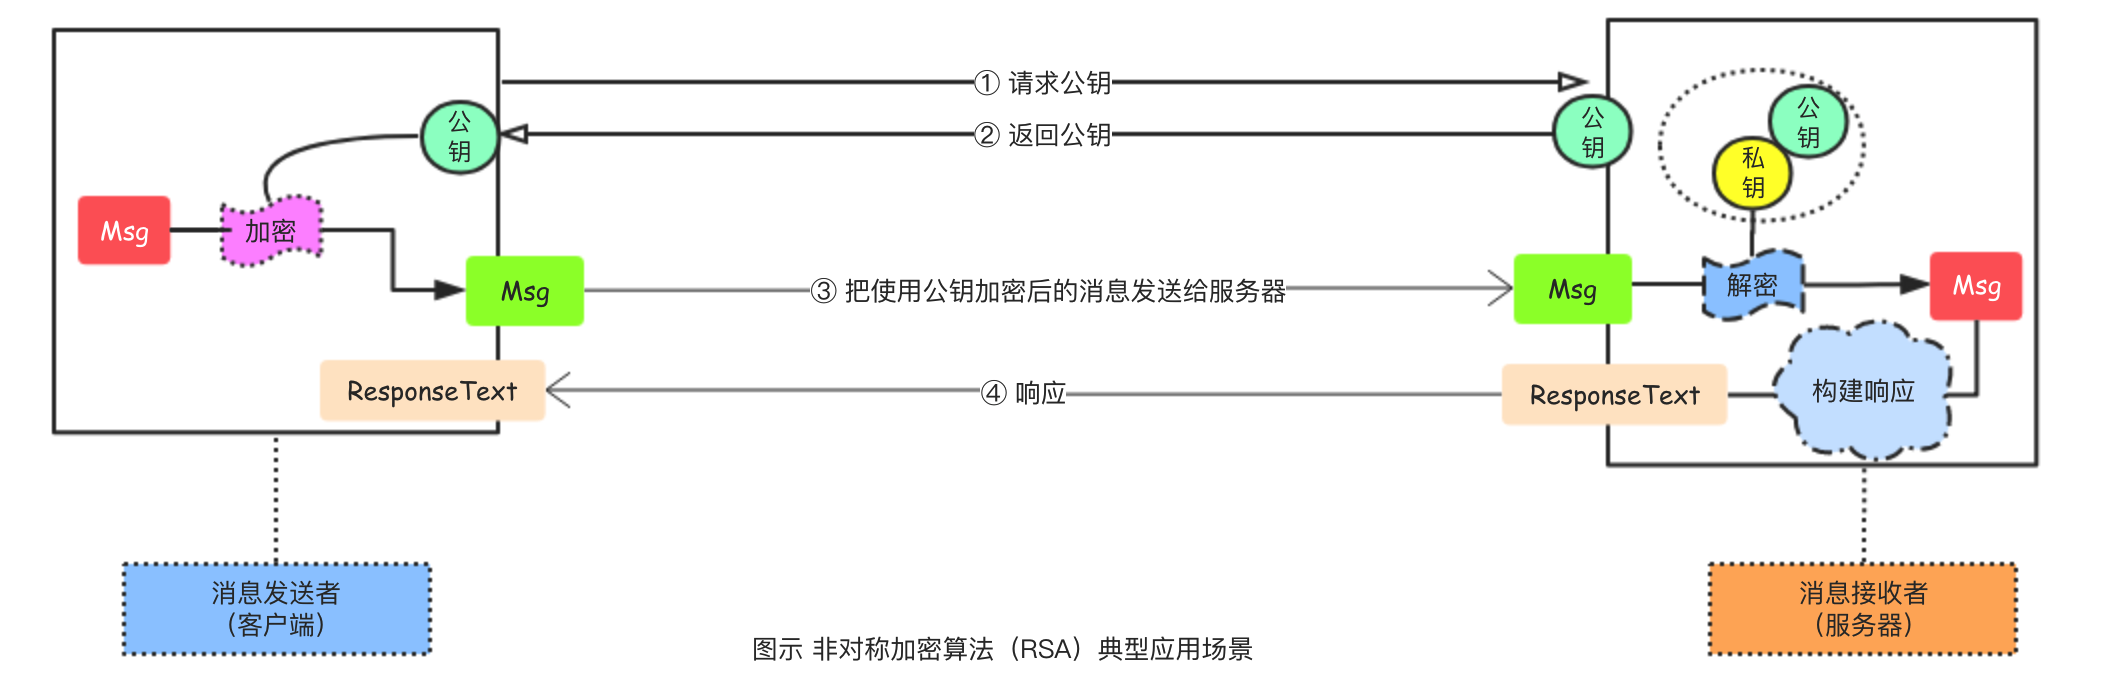 ① 请求公钥
公
钥
② 返回公钥
公
钥
公
钥
私
钥
Msg
加密
Msg
③ 把使用公钥加密后的消息发送给服务器
Msg
解密
Msg
ResponseText
④ 响应
ResponseText
构建响应
消息发送者
（客户端）
消息接收者
（服务器）
图示 非对称加密算法（RSA）典型应用场景